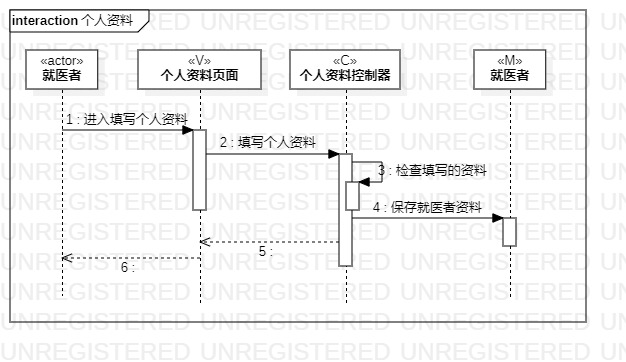 interaction 个人资料
«actor»
就医者
«V»
个人资料页面
«C»
个人资料控制器
«M»
就医者
1 : 进入填写个人资料
2 : 填写个人资料
3 : 检查填写的资料
4 : 保存就医者资料
5 :
6 :
UNREGISTERED UNREGISTERED UNREGISTERED UNREGISTERED